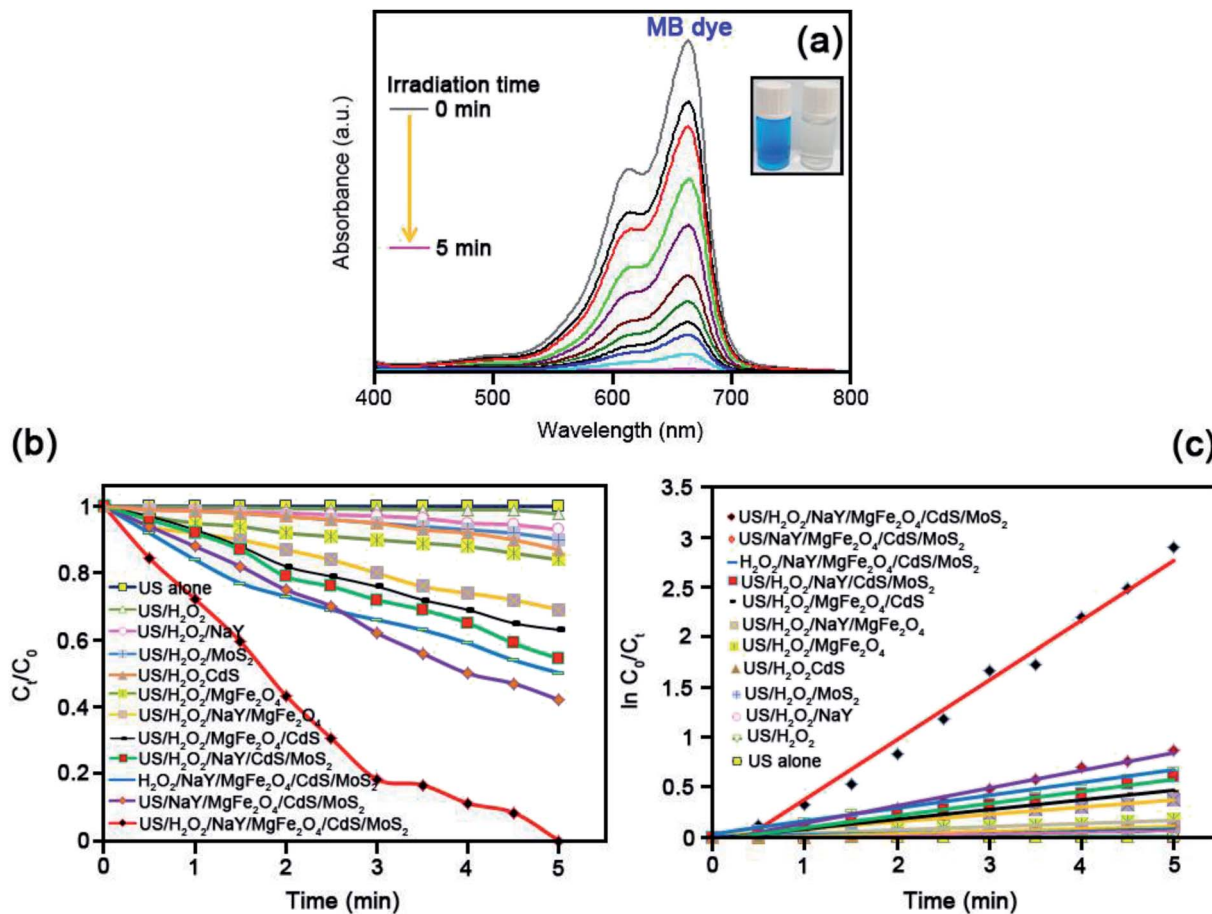 MB dye
(a)
Irradiation time
0 min
5 min
Absorbance (a.u.)
400 500 600 700 800
Wavelength (nm)
(b)
1
0.8
0.6
0.4
0.2
0
Ct/C0
US alone
US/H2O2
US/H2O2/NaY
US/H2O2/MoS2
US/H2O2CdS
US/H2O2/MgFe2O4
US/H2O2/NaY/MgFe2O4
US/H2O2/MgFe2O4/CdS
US/H2O2/NaY/CdS/MoS2
H2O2/NaY/MgFe2O4/CdS/MoS2
US/NaY/MgFe2O4/CdS/MoS2
US/H2O2/NaY/MgFe2O4/CdS/MoS2
0 1 2 3 4 5
Time (min)
(c)
3.5
3
2.5
2
1.5
1
0.5
0
ln C0/Ct
US/H2O2/NaY/MgFe2O4/CdS/MoS2
US/NaY/MgFe2O4/CdS/MoS2
H2O2/NaY/MgFe2O4/CdS/MoS2
US/H2O2/NaY/CdS/MoS2
US/H2O2/MgFe2O4/CdS
US/H2O2/NaY/MgFe2O4
US/H2O2/MgFe2O4
US/H2O2CdS
US/H2O2/MoS2
US/H2O2/NaY
US/H2O2
US alone
0 1 2 3 4 5
Time (min)